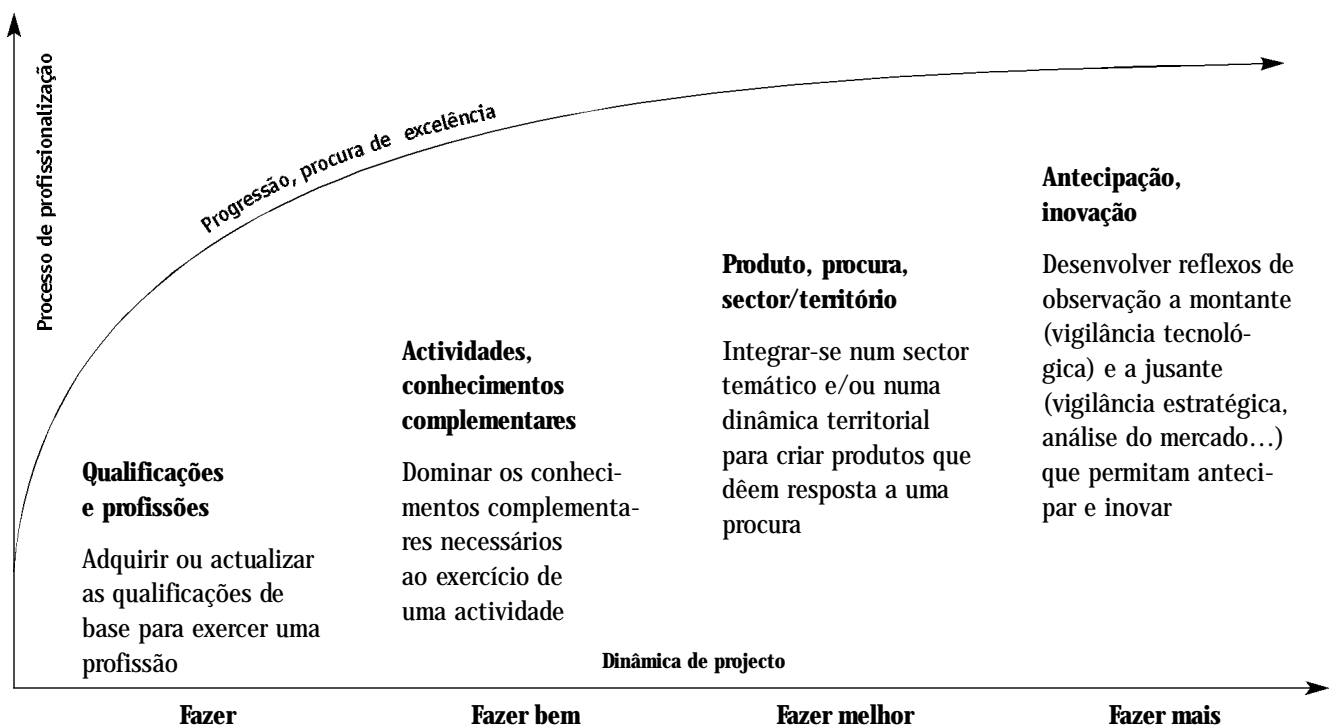 Processo de profissionalização
Progressão, procura de excelência
Qualificações
e profissões
Adquirir ou actualizar
as qualificações de
base para exercer uma
profissão
Actividades,
conhecimentos
complementares
Dominar os conheci-
mentos complementa-
res necessários
ao exercício de
uma actividade
Produto, procura,
sector/território
Integrar-se num sector
temático e/ou numa
dinâmica territorial
para criar produtos que
dêem resposta a uma
procura
Antecipação,
inovação
Desenvolver reflexos de
observação a montante
(vigilância tecnoló-
gica) e a jusante
(vigilância estratégica,
análise do mercado…)
que permitam anteci-
par e inovar
Dinâmica de projecto
Fazer
Fazer bem
Fazer melhor
Fazer mais